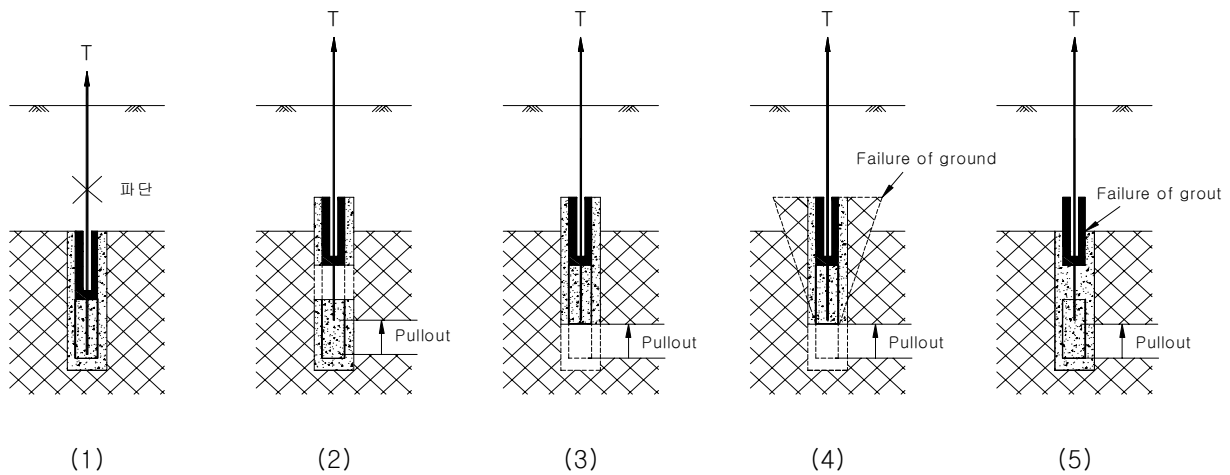 T
T
T
T
T
파단
Failure of ground
Failure of grout
Pullout
Pullout
Pullout
Pullout
(1)
(2)
(3)
(4)
(5)